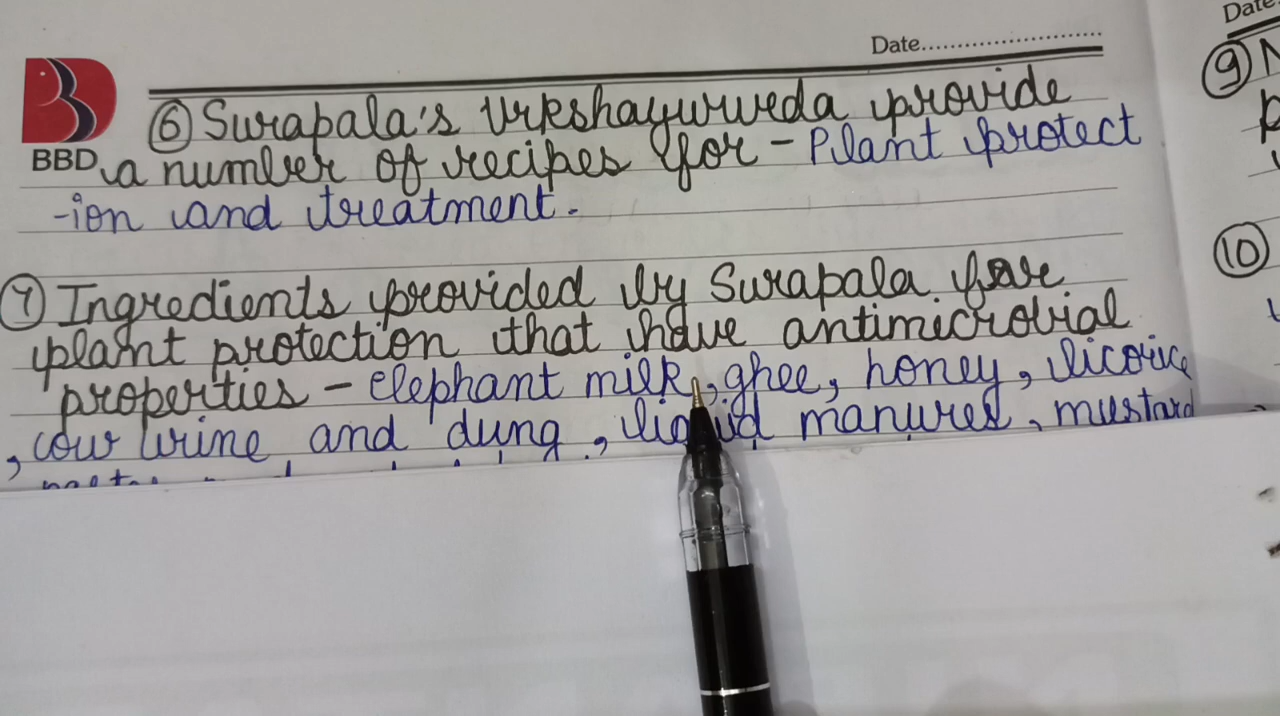 Date
Date
BBD
⑥ Surapala's Vrkshayurveda provide
a number of recipes for - Plant protect
-ion and treatment.
⑦ Ingredients provided by Surapala for
plant protection that have antimicrobial
properties - elephant milk, ghee, honey, licorice
, cow urine and dung, liquid manures, mustard
⑨
⑩